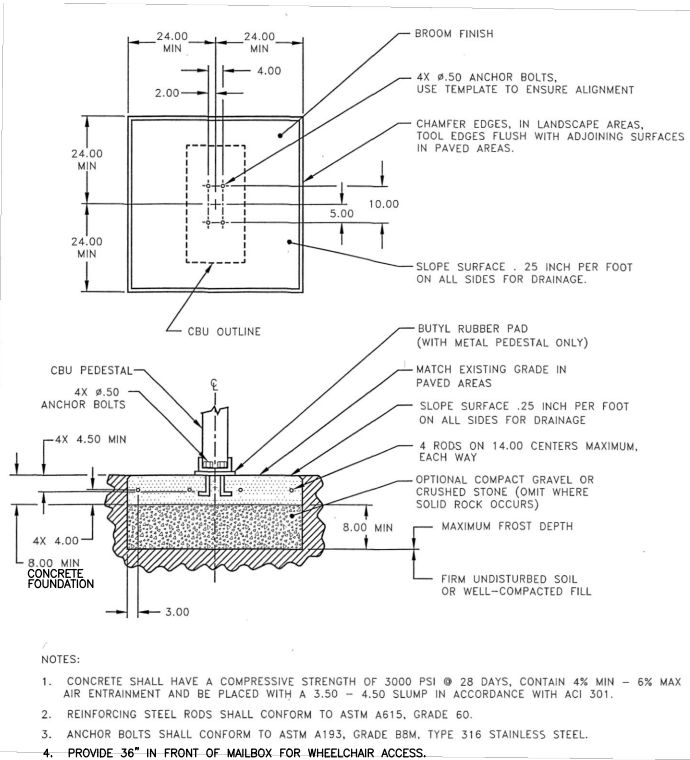 24.00
MIN
24.00
MIN
4.00
2.00
BROOM FINISH
4X ø.50 ANCHOR BOLTS,
USE TEMPLATE TO ENSURE ALIGNMENT
CHAMFER EDGES, IN LANDSCAPE AREAS,
TOOL EDGES FLUSH WITH ADJOINING SURFACES
IN PAVED AREAS.
24.00
MIN
24.00
MIN
10.00
5.00
SLOPE SURFACE . 25 INCH PER FOOT
ON ALL SIDES FOR DRAINAGE.
CBU OUTLINE
BUTYL RUBBER PAD
(WITH METAL PEDESTAL ONLY)
CBU PEDESTAL
4X ø.50
ANCHOR BOLTS
℄
MATCH EXISTING GRADE IN
PAVED AREAS
SLOPE SURFACE .25 INCH PER FOOT
ON ALL SIDES FOR DRAINAGE
4X 4.50 MIN
4 RODS ON 14.00 CENTERS MAXIMUM,
EACH WAY
OPTIONAL COMPACT GRAVEL OR
CRUSHED STONE (OMIT WHERE
SOLID ROCK OCCURS)
4X 4.00
8.00 MIN
MAXIMUM FROST DEPTH
8.00 MIN
CONCRETE
FOUNDATION
FIRM UNDISTURBED SOIL
OR WELL-COMPACTED FILL
3.00
NOTES:
1. CONCRETE SHALL HAVE A COMPRESSIVE STRENGTH OF 3000 PSI @ 28 DAYS, CONTAIN 4% MIN - 6% MAX
AIR ENTRAINMENT AND BE PLACED WITH A 3.50 - 4.50 SLUMP IN ACCORDANCE WITH ACI 301.
2. REINFORCING STEEL RODS SHALL CONFORM TO ASTM A615, GRADE 60.
3. ANCHOR BOLTS SHALL CONFORM TO ASTM A193, GRADE B8M, TYPE 316 STAINLESS STEEL.
4. PROVIDE 36" IN FRONT OF MAILBOX FOR WHEELCHAIR ACCESS.